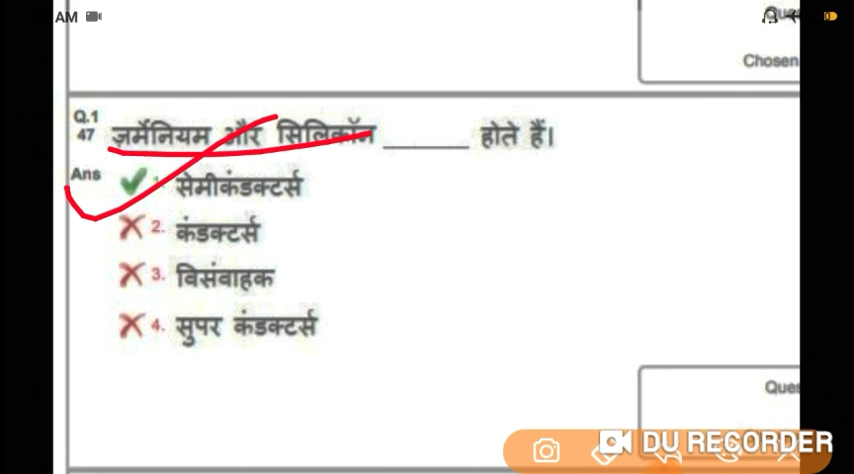 AM
Chosen
Q.1
47 ज़र्मेनियम और सिलिकॉन ______ होते हैं।
Ans 1. सेमीकंडक्टर्स
2. कंडक्टर्स
3. विसंवाहक
4. सुपर कंडक्टर्स
Ques
DU RECORDER